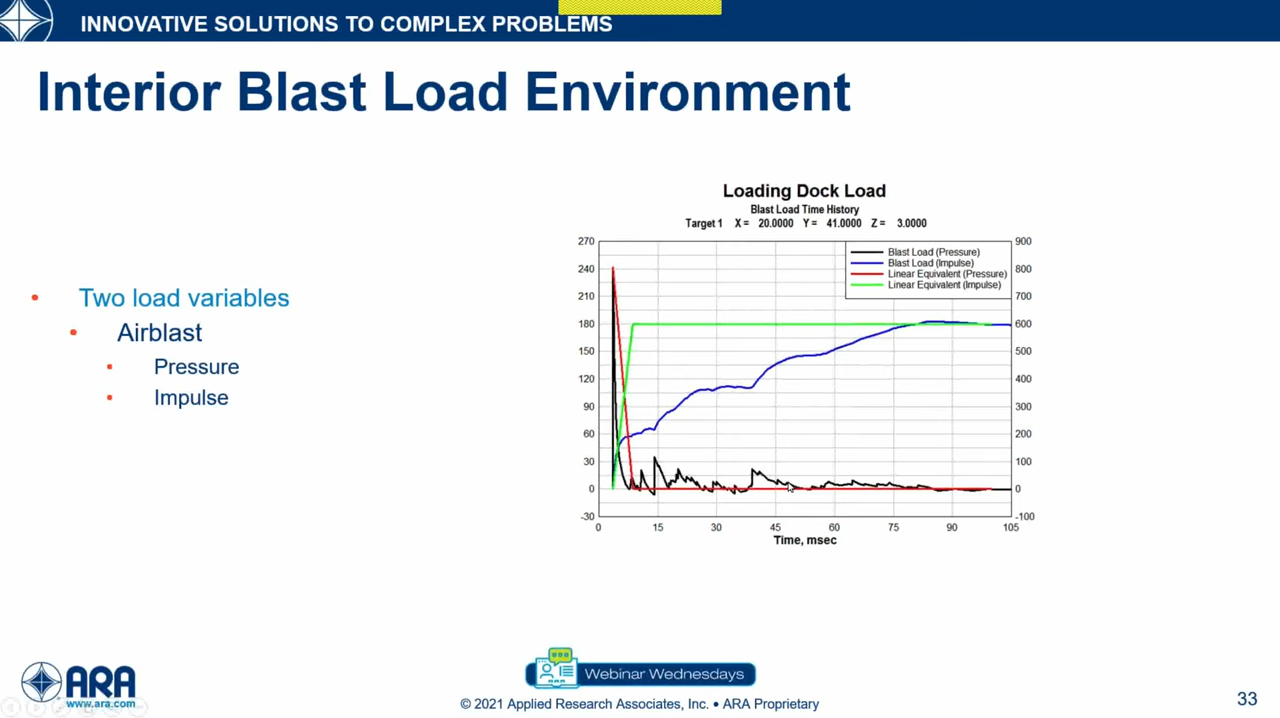 INNOVATIVE SOLUTIONS TO COMPLEX PROBLEMS
Interior Blast Load Environment
• Two load variables
• Airblast
• Pressure
• Impulse
Loading Dock Load
Blast Load Time History
Target 1 X = 20.0000 Y = 41.0000 Z = 3.0000
Blast Load (Pressure)
Blast Load (Impulse)
Linear Equivalent (Pressure)
Linear Equivalent (Impulse)
270 900
240 800
210 700
180 600
150 500
120 400
90 300
60 200
30 100
0 0
-30 -100
0 15 30 45 60 75 90 105
Time, msec
ARA
www.ara.com
Webinar Wednesdays
© 2021 Applied Research Associates, Inc. • ARA Proprietary
33